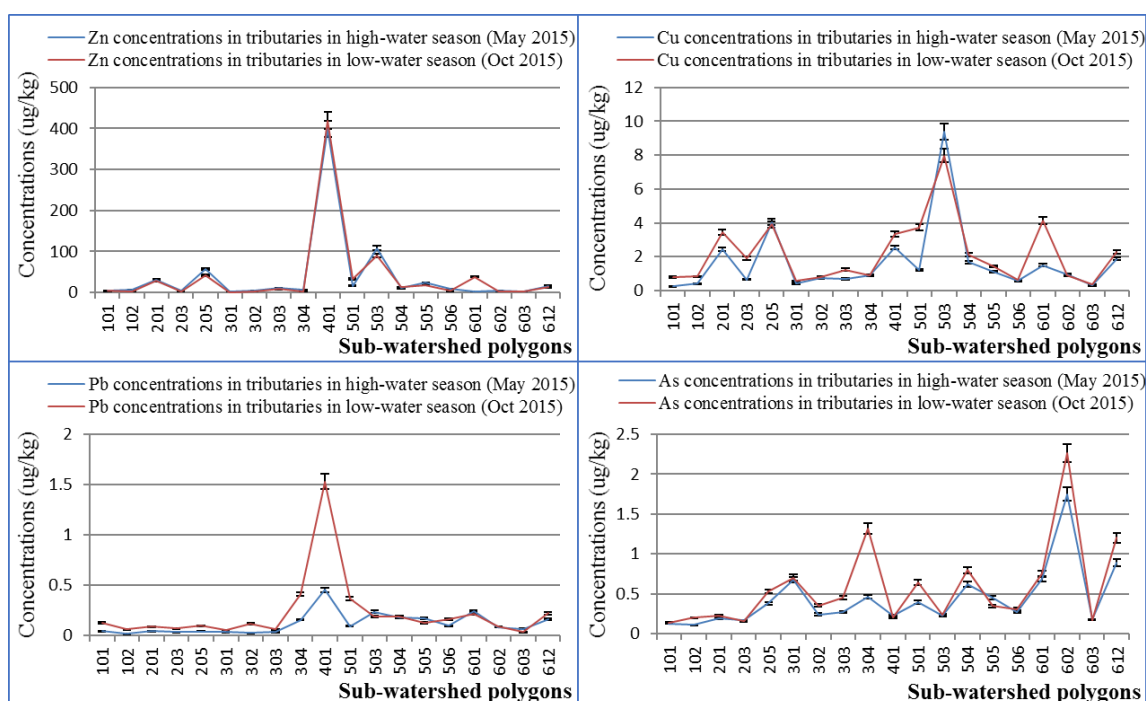 Zn concentrations in tributaries in high-water season (May 2015)
Zn concentrations in tributaries in low-water season (Oct 2015)
Concentrations (ug/kg)
500
400
300
200
100
0
101 102 201 203 205 301 302 303 304 401 501 503 504 505 506 601 602 603 612
Sub-watershed polygons
Cu concentrations in tributaries in high-water season (May 2015)
Cu concentrations in tributaries in low-water season (Oct 2015)
Concentrations (ug/kg)
12
10
8
6
4
2
0
101 102 201 203 205 301 302 303 304 401 501 503 504 505 506 601 602 603 612
Sub-watershed polygons
Pb concentrations in tributaries in high-water season (May 2015)
Pb concentrations in tributaries in low-water season (Oct 2015)
Concentrations (ug/kg)
2
1.5
1
0.5
0
101 102 201 203 205 301 302 303 304 401 501 503 504 505 506 601 602 603 612
Sub-watershed polygons
As concentrations in tributaries in high-water season (May 2015)
As concentrations in tributaries in low-water season (Oct 2015)
Concentrations (ug/kg)
2.5
2
1.5
1
0.5
0
101 102 201 203 205 301 302 303 304 401 501 503 504 505 506 601 602 603 612
Sub-watershed polygons